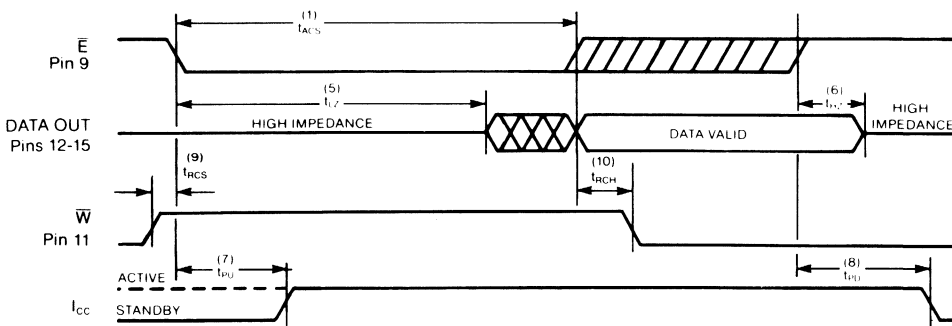 (1)
tACS
E
Pin 9
(5)
tLZ
(6)
tHZ
HIGH
IMPEDANCE
DATA OUT
Pins 12-15
HIGH IMPEDANCE
DATA VALID
(9)
tRCS
(10)
tRCH
W
Pin 11
(7)
tPU
(8)
tPD
ACTIVE
ICC
STANDBY